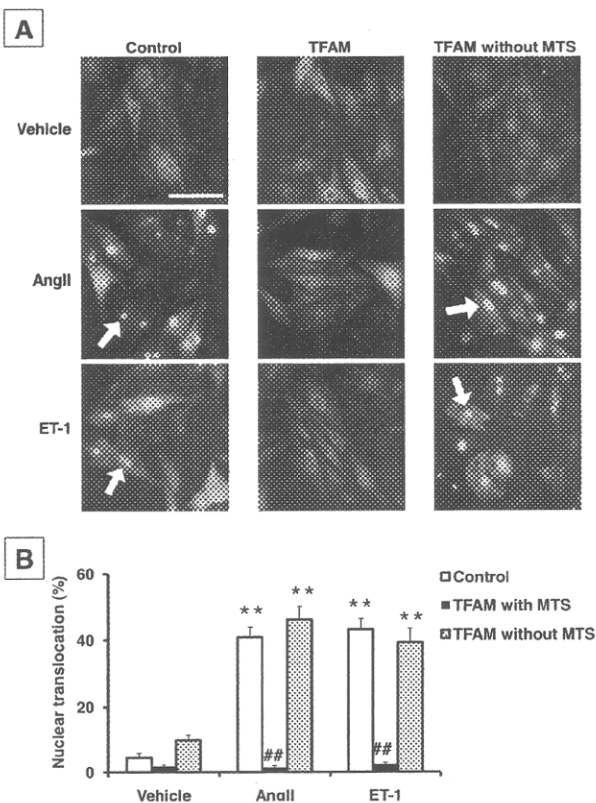 A
Control TFAM TFAM without MTS
Vehicle
AngII
ET-1
B
Nuclear translocation (%)
60
40
20
0
** ** ** **
## ##
Control
TFAM with MTS
TFAM without MTS
Vehicle AngII ET-1